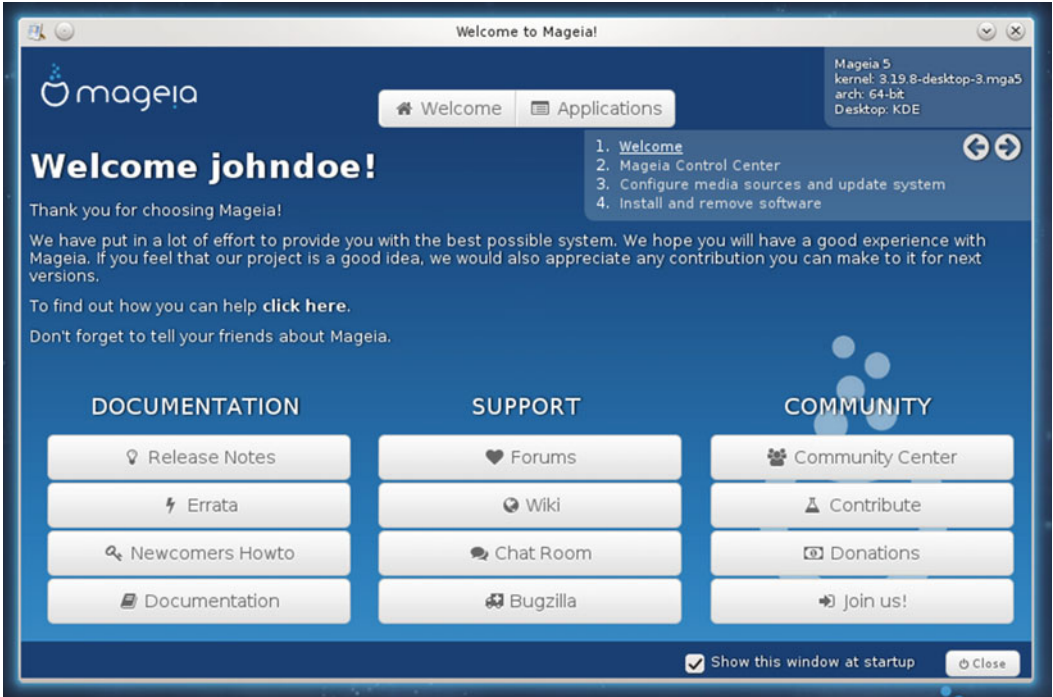 Welcome to Mageia!
mageia
Welcome
Applications
Mageia 5
kernel: 3.19.8-desktop-3.mga5
arch: 64-bit
Desktop: KDE
1. Welcome
2. Mageia Control Center
3. Configure media sources and update system
4. Install and remove software
Welcome johndoe!
Thank you for choosing Mageia!
We have put in a lot of effort to provide you with the best possible system. We hope you will have a good experience with
Mageia. If you feel that our project is a good idea, we would also appreciate any contribution you can make to it for next
versions.
To find out how you can help click here.
Don't forget to tell your friends about Mageia.
DOCUMENTATION
Release Notes
Errata
Newcomers Howto
Documentation
SUPPORT
Forums
Wiki
Chat Room
Bugzilla
COMMUNITY
Community Center
Contribute
Donations
Join us!
Show this window at startup
Close